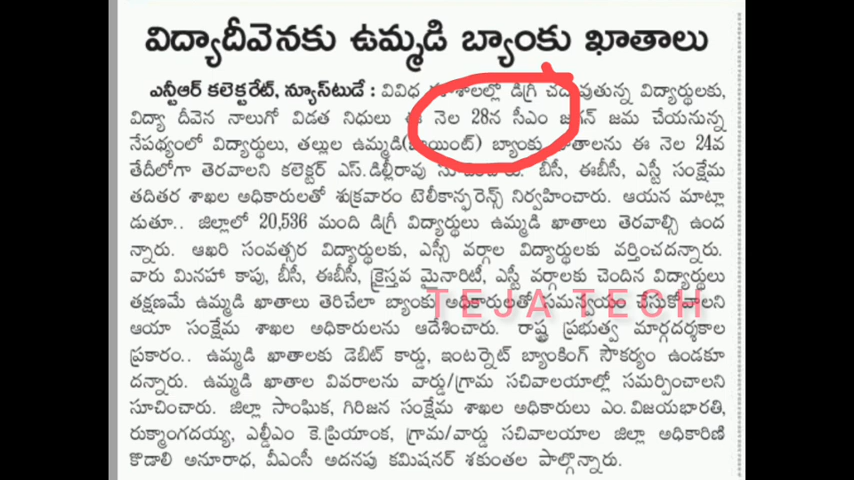 విద్యాదీవెనకు ఉమ్మడి బ్యాంకు ఖాతాలు
ఎన్టీఆర్ కలెక్టరేట్, న్యూస్‌టుడే : వివిధ డిగ్రీ విద్యార్థులకు,
విద్యా దీవెన నాలుగో విడత నిధులు ఈ నెల 28న సీఎం జగన్ జమ చేయనున్న
నేపథ్యంలో విద్యార్థులు, తల్లుల ఉమ్మడి బ్యాంకు ఈ నెల 24వ
తేదీలోగా తెరవాలని కలెక్టర్ ఎస్.డిల్లీరావు బీసీ, ఈబీసీ, ఎస్టీ సంక్షేమ
తదితర శాఖల అధికారులతో శుక్రవారం టెలీకాన్ఫరెన్స్ నిర్వహించారు. ఆయన మాట్లా
డుతూ.. జిల్లాలో 20,536 మంది డిగ్రీ విద్యార్థులు ఉమ్మడి ఖాతాలు తెరవాల్సి ఉంద
న్నారు. ఆఖరి సంవత్సర విద్యార్థులకు, ఎస్సీ వర్గాల విద్యార్థులకు వర్తించదన్నారు.
వారు మినహా కాపు, బీసీ, ఈబీసీ, క్రైస్తవ మైనారిటీ, ఎస్టీ వర్గాలకు చెందిన విద్యార్థులు
తక్షణమే ఉమ్మడి ఖాతాలు తెరిచేలా బ్యాంకు అధికారులతో సమన్వయం చేసుకోవాలని
TEJA TECH
ఆయా సంక్షేమ శాఖల అధికారులను ఆదేశించారు. రాష్ట్ర ప్రభుత్వ మార్గదర్శకాల
ప్రకారం.. ఉమ్మడి ఖాతాలకు డెబిట్ కార్డు, ఇంటర్నెట్ బ్యాంకింగ్ సౌకర్యం ఉండకూ
దన్నారు. ఉమ్మడి ఖాతాల వివరాలను వార్డు/గ్రామ సచివాలయాల్లో సమర్పించాలని
సూచించారు. జిల్లా సాంఘిక, గిరిజన సంక్షేమ శాఖల అధికారులు ఎం.విజయభారతి,
రుక్మాంగదయ్య, ఎల్డీఎం కె.ప్రియాంక, గ్రామ/వార్డు సచివాలయాల జిల్లా అధికారిణి
కొడాలి అనూరాధ, వీఎంసీ అదనపు కమిషనర్ శకుంతల పాల్గొన్నారు.